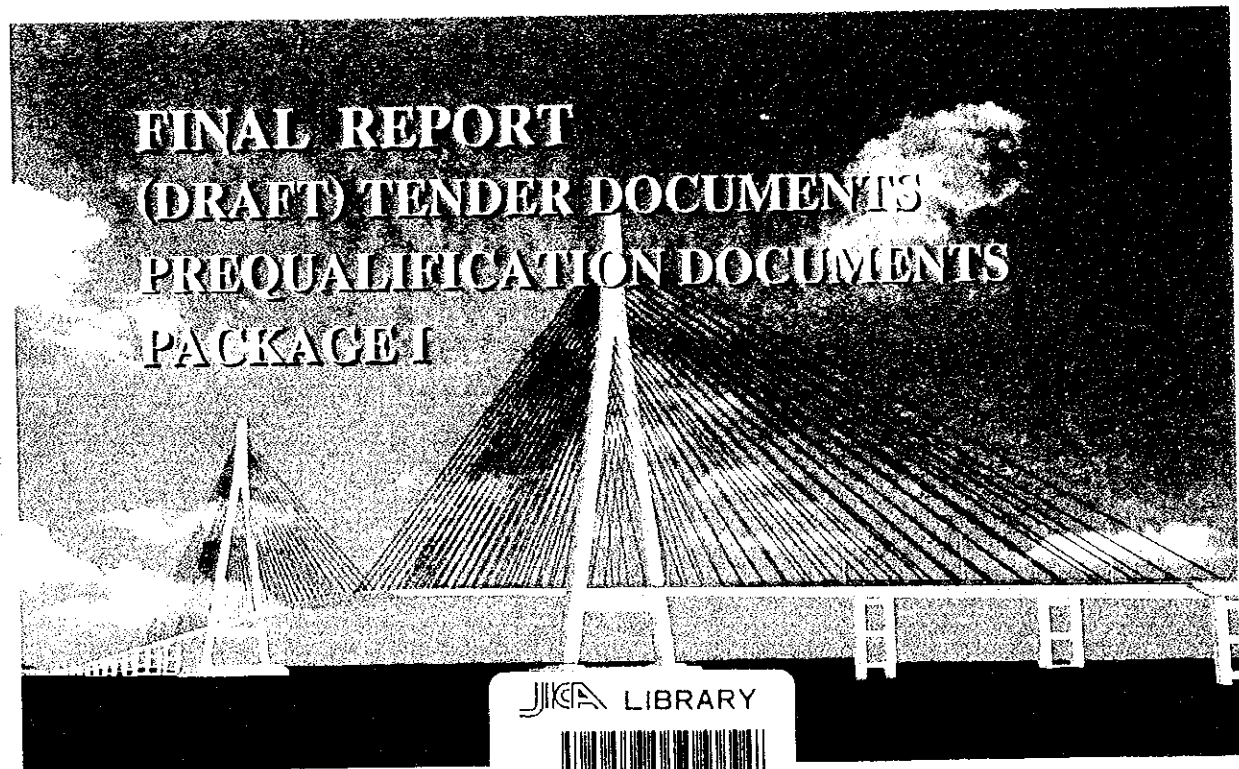 FINAL REPORT
(DRAFT) TENDER DOCUMENTS
PREQUALIFICATION DOCUMENTS
PACKAGE I
JICA LIBRARY